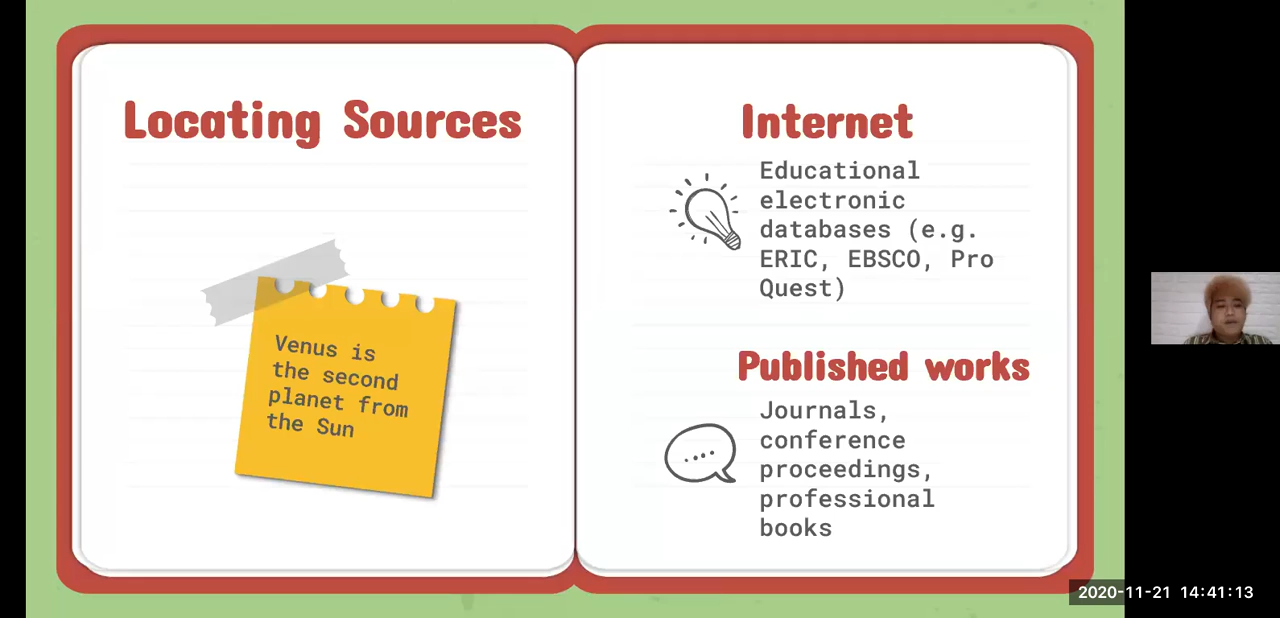 Locating Sources
Venus is
the second
planet from
the Sun
Internet
Educational
electronic
databases (e.g.
ERIC, EBSCO, Pro
Quest)
Published works
Journals,
conference
proceedings,
professional
books
2020-11-21 14:41:13